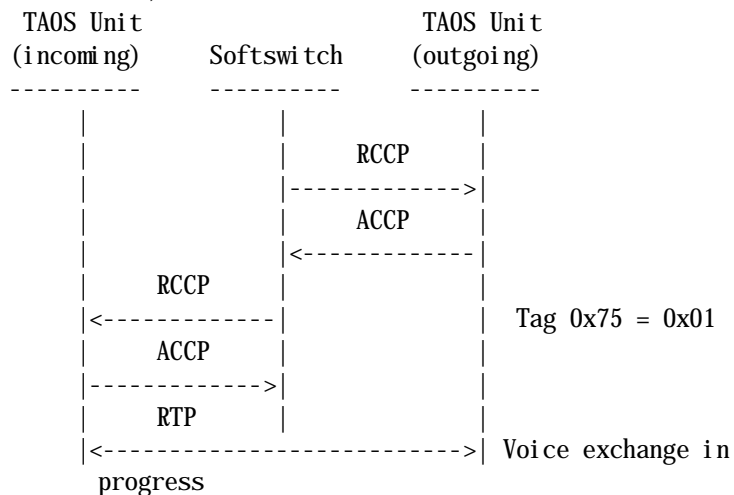 TAOS Unit TAOS Unit
(incoming) Softswitch (outgoing)
---------- ---------- ----------
| | |
| | RCCP |
| |------------->|
| | ACCP |
| |<-------------|
| RCCP | |
|<-------------| | Tag 0x75 = 0x01
| ACCP | |
|------------->| |
| RTP | |
|<---------------------------->| Voice exchange in
progress